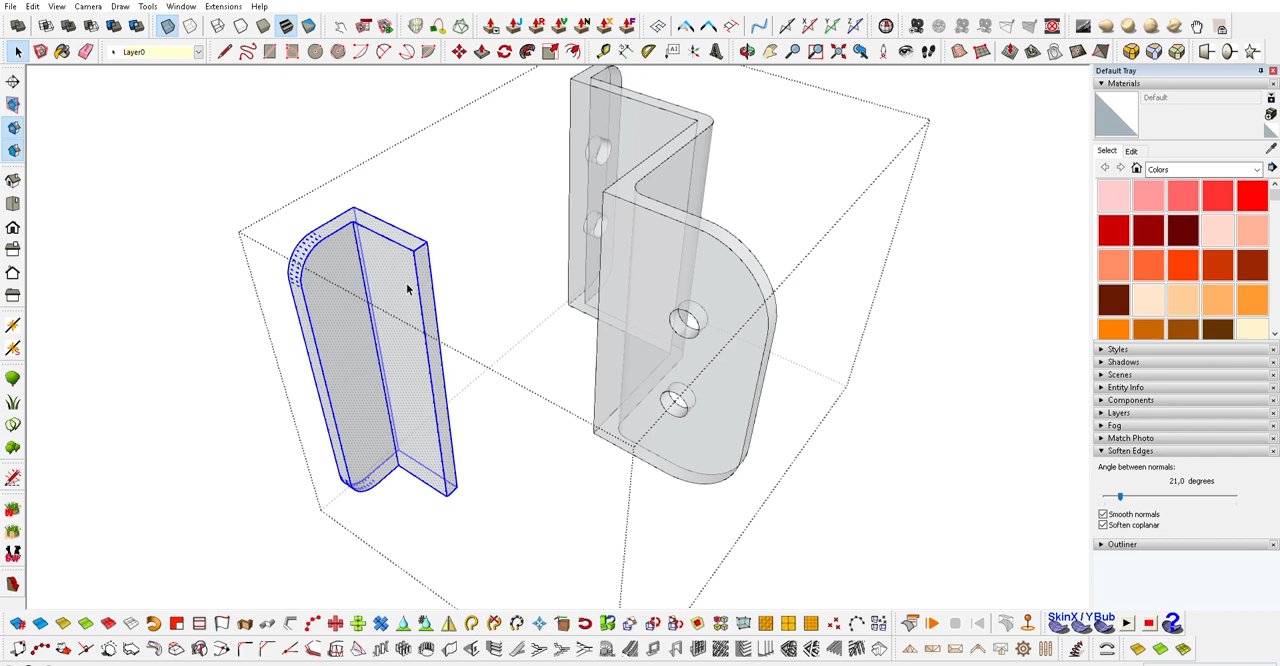 File Edit View Camera Draw Tools Window Extensions Help
Layer0
Default Tray
Materials
Default
Select Edit
Colors
Styles
Shadows
Scenes
Entity Info
Components
Layers
Fog
Match Photo
Soften Edges
Angle between normals:
21,0 degrees
Smooth normals
Soften coplanar
Outliner
SkinX / YBub